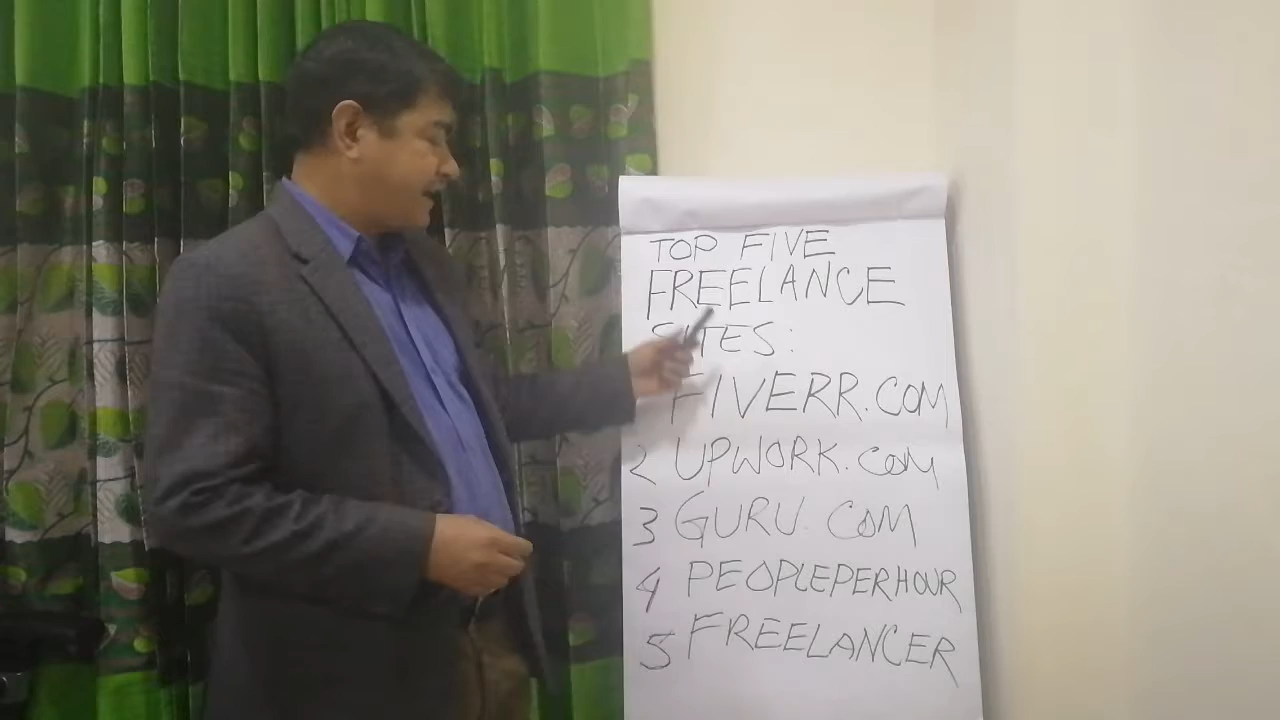 TOP FIVE
FREELANCE
SITES:
FIVERR.COM
2 UPWORK.COM
3 GURU.COM
4 PEOPLEPERHOUR
5 FREELANCER